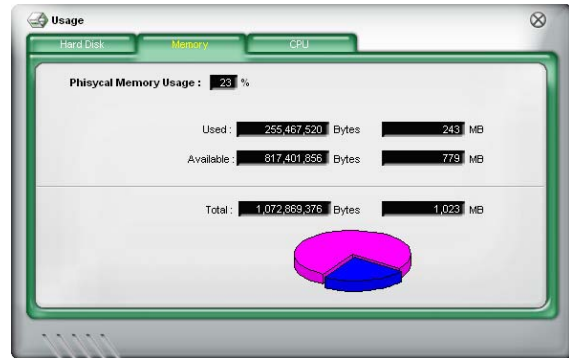 Usage
Hard Disk Memory CPU
Phisycal Memory Usage : 23 %
Used : 255,467,520 Bytes 243 MB
Available : 817,401,856 Bytes 779 MB
Total : 1,072,869,376 Bytes 1,023 MB